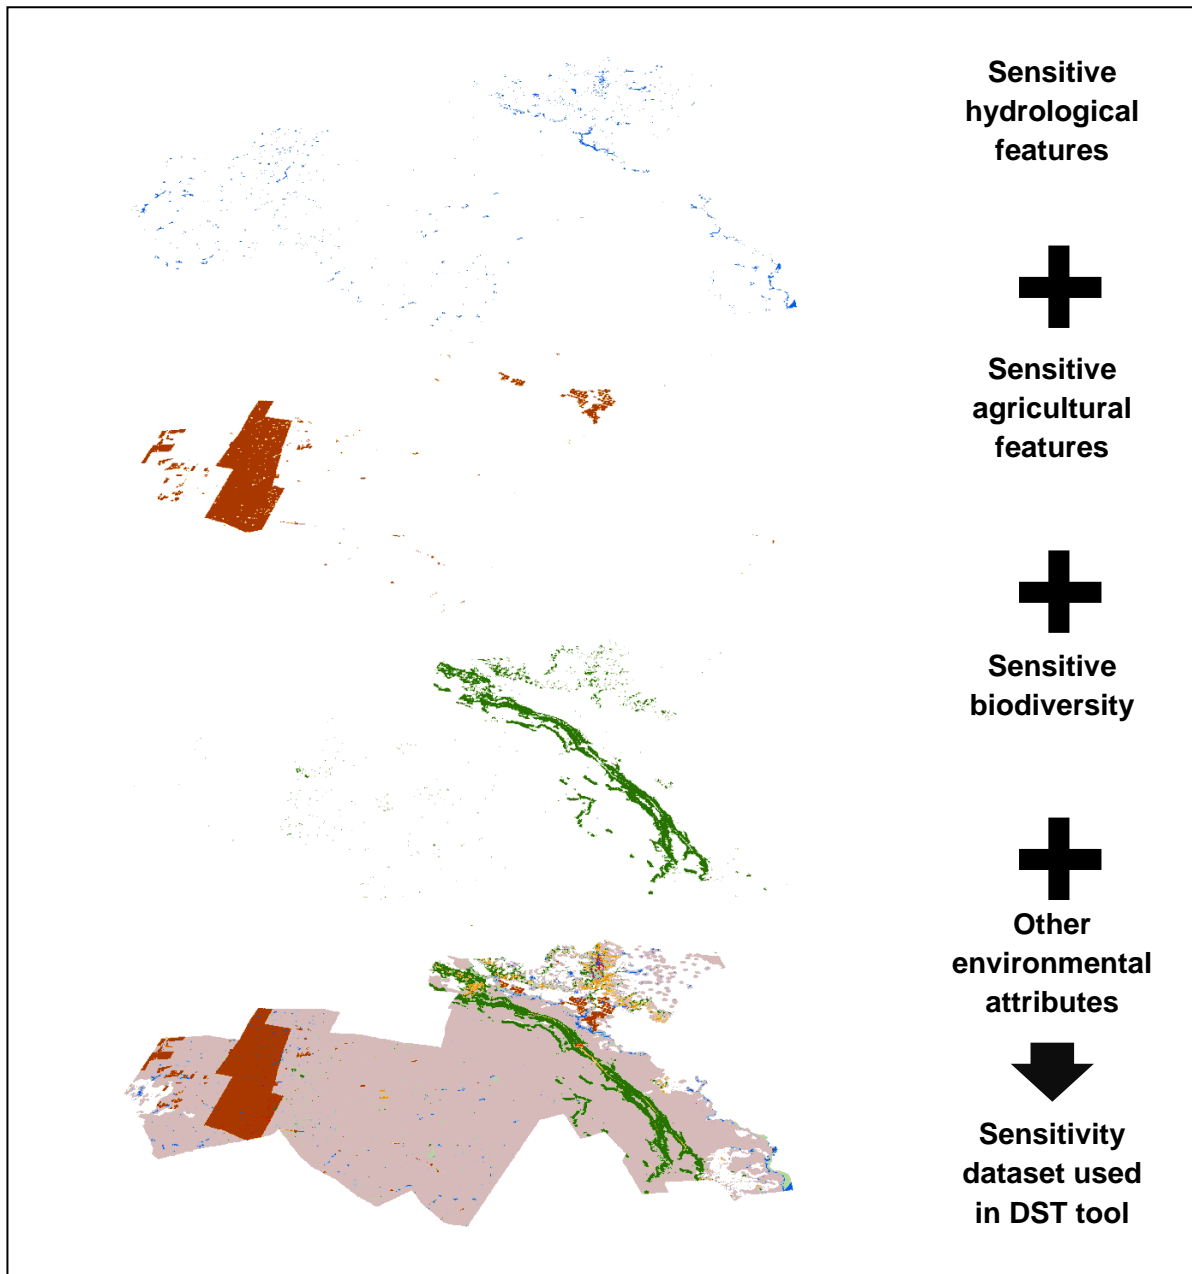 Sensitive
hydrological
features
Sensitive
agricultural
features
Sensitive
biodiversity
Other
environmental
attributes
Sensitivity
dataset used
in DST tool